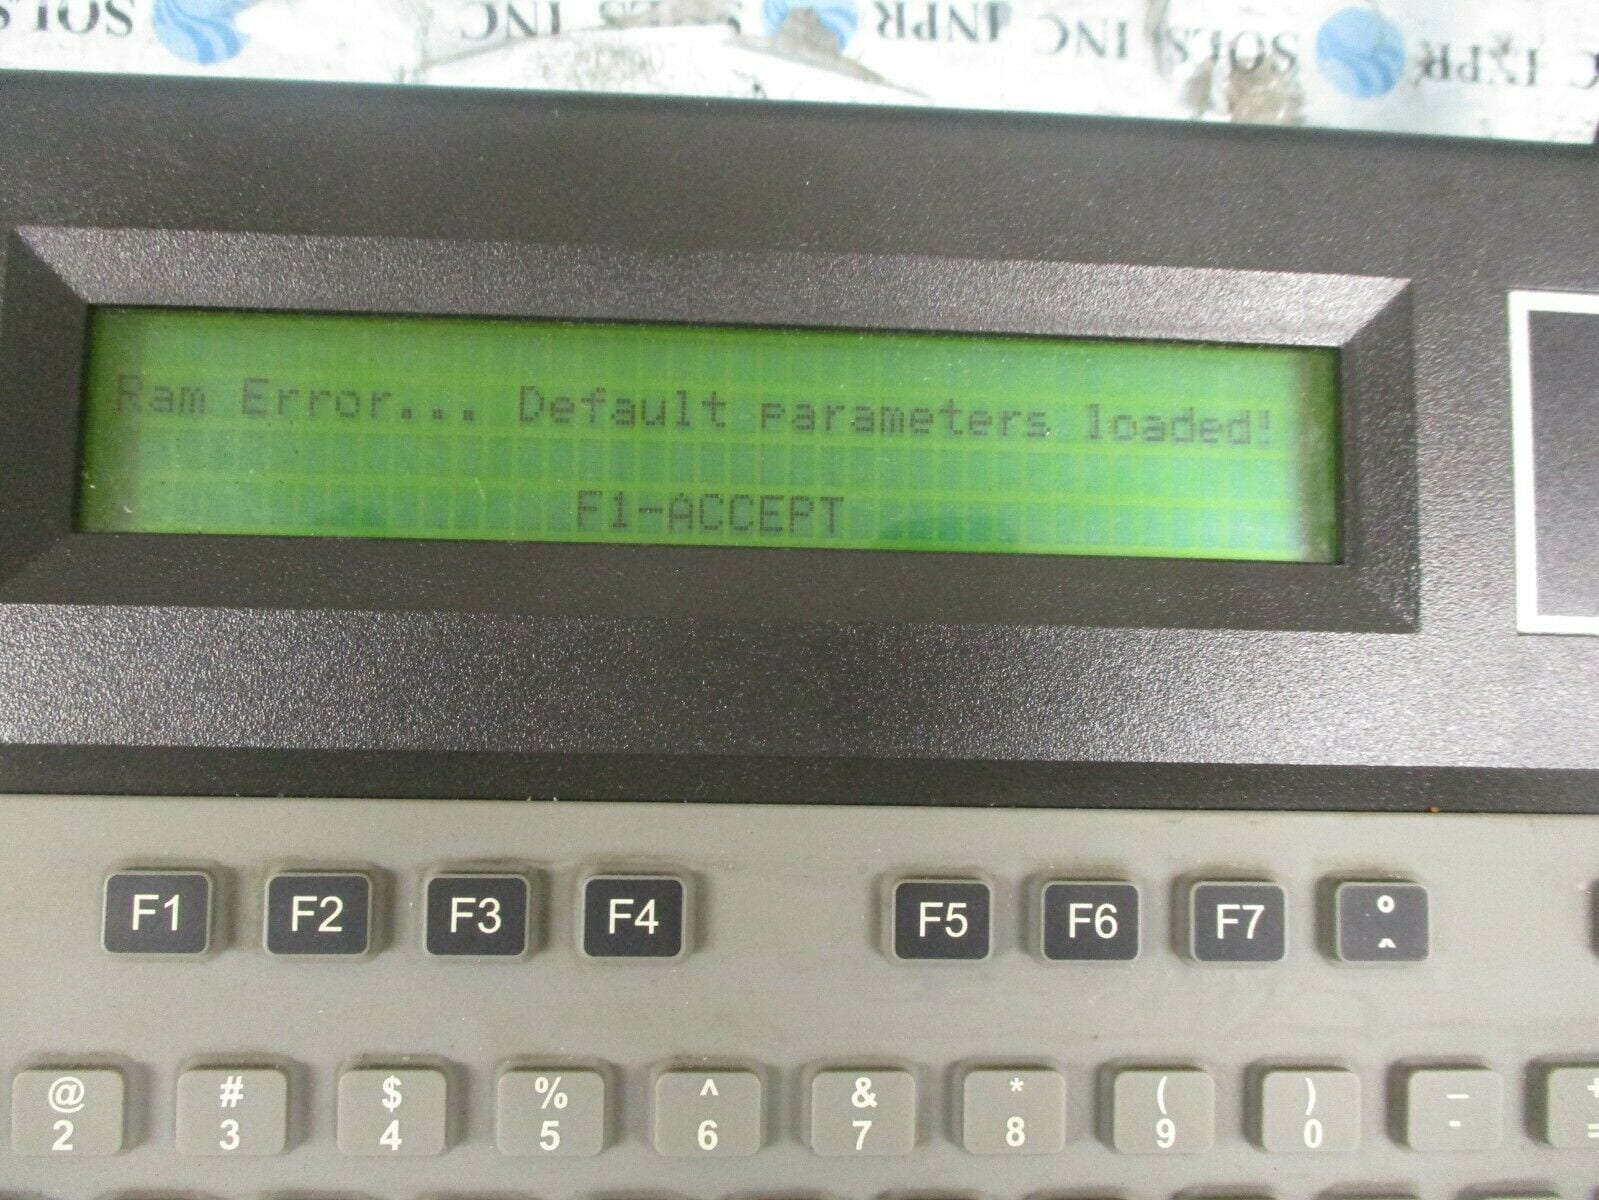 SOLS INC INPR INPR SOLS INC INPR
Ram Error... Default parameters loaded!
F1-ACCEPT
F1 F2 F3 F4 F5 F6 F7 ° ^
@ # $ % ^ & * ( ) _ +
2 3 4 5 6 7 8 9 0 - =